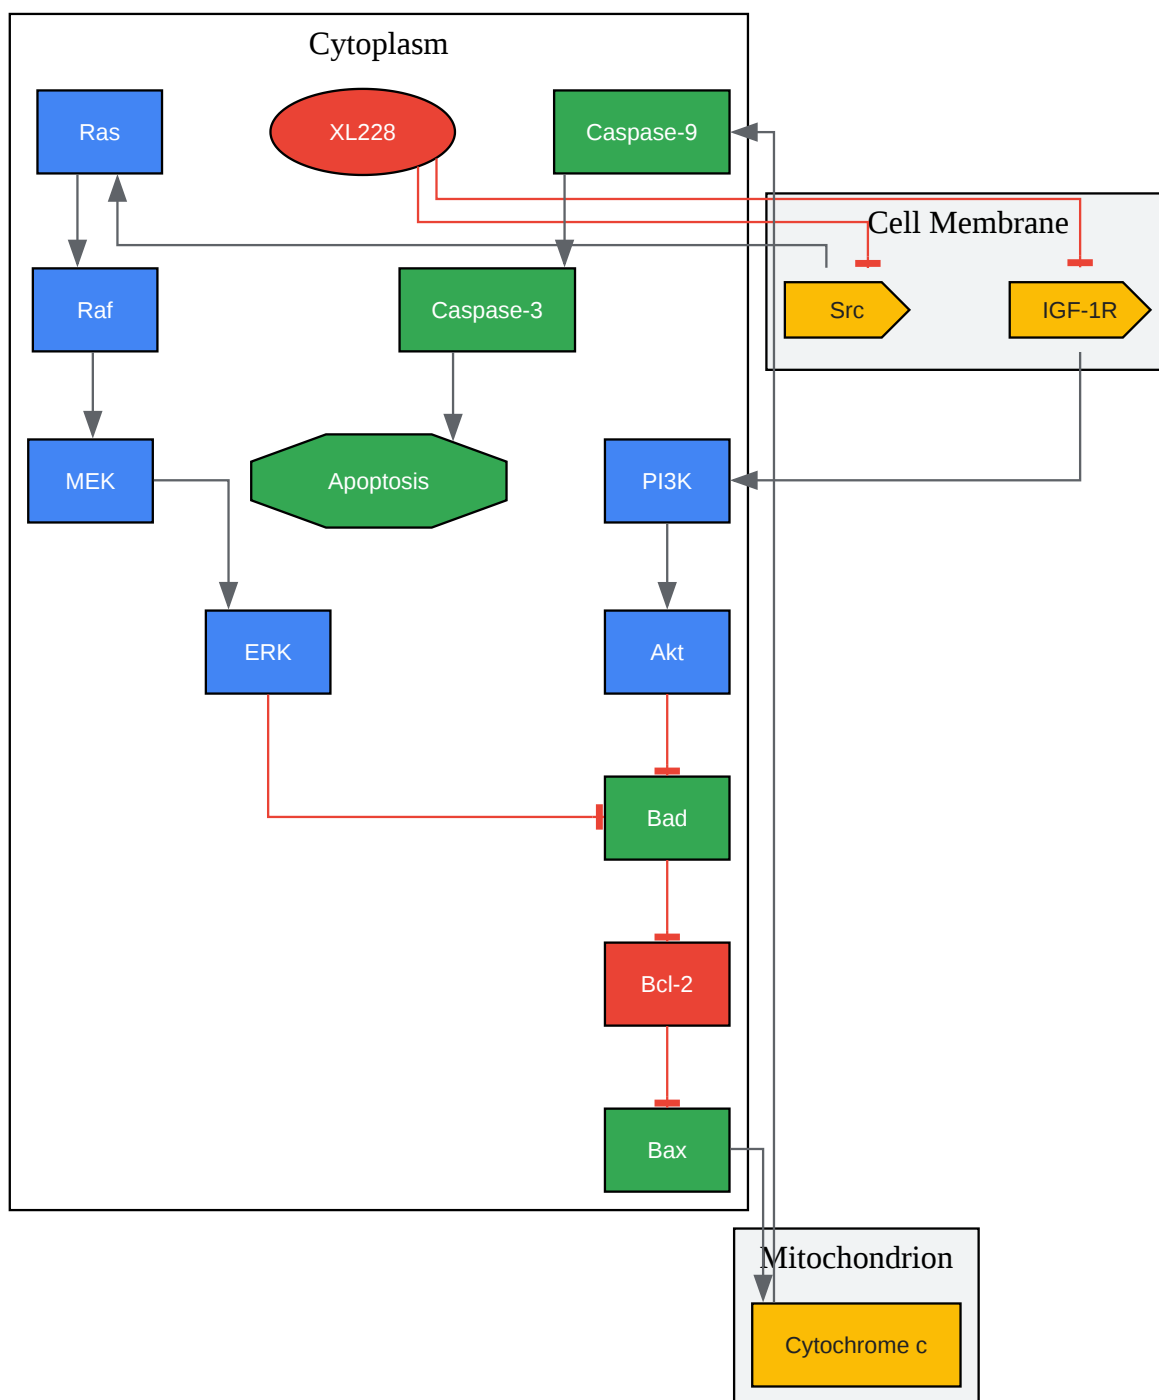 Cytoplasm
Ras
XL228
Caspase-9
Cell Membrane
Raf
Caspase-3
Src
IGF-1R
MEK
Apoptosis
PI3K
ERK
Akt
Bad
Bcl-2
Bax
Mitochondrion
Cytochrome c